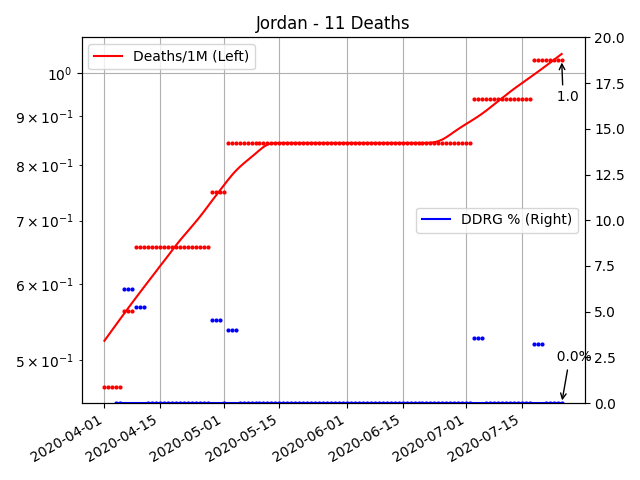 Jordan - 11 Deaths
Deaths/1M (Left)
DDRG % (Right)
1.0
0.0%
10⁰
9 × 10⁻¹
8 × 10⁻¹
7 × 10⁻¹
6 × 10⁻¹
5 × 10⁻¹
20.0
17.5
15.0
12.5
10.0
7.5
5.0
2.5
0.0
2020-04-01
2020-04-15
2020-05-01
2020-05-15
2020-06-01
2020-06-15
2020-07-01
2020-07-15